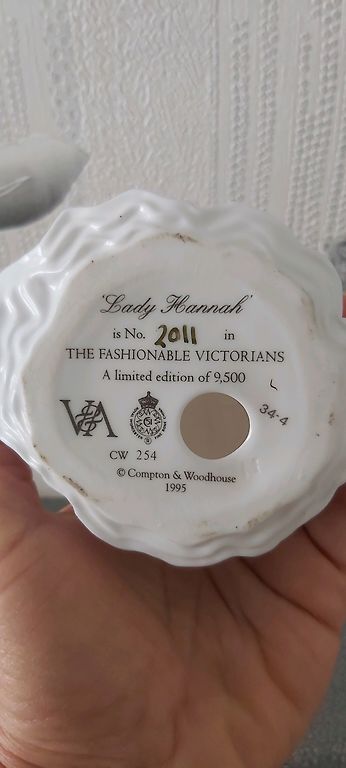 'Lady Hannah'
is No. 2011 in
THE FASHIONABLE VICTORIANS
A limited edition of 9,500
34-4
V&A
CW 254
© Compton & Woodhouse
1995